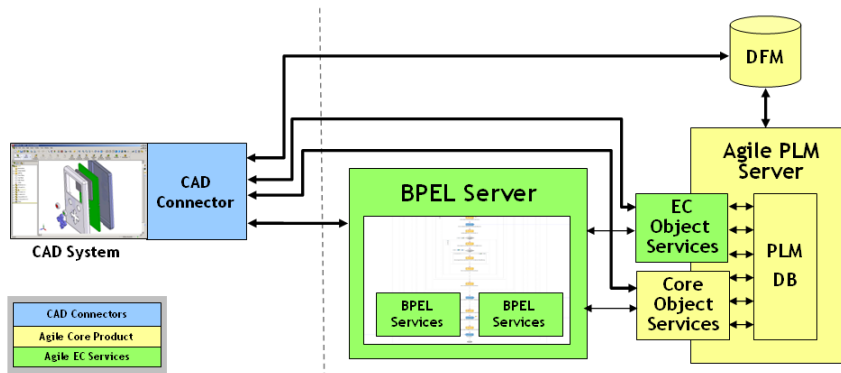 DFM
Agile PLM
Server
CAD
Connector
BPEL Server
EC
Object
Services
PLM
DB
CAD System
Core
Object
Services
BPEL
Services
BPEL
Services
CAD Connectors
Agile Core Product
Agile EC Services